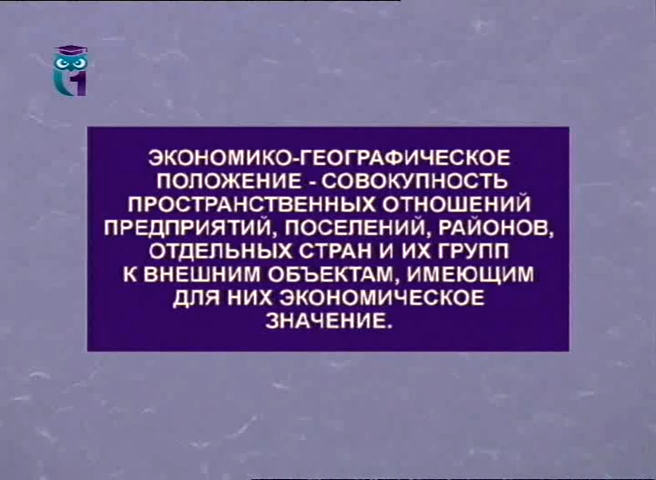 1
ЭКОНОМИКО-ГЕОГРАФИЧЕСКОЕ
ПОЛОЖЕНИЕ - СОВОКУПНОСТЬ
ПРОСТРАНСТВЕННЫХ ОТНОШЕНИЙ
ПРЕДПРИЯТИЙ, ПОСЕЛЕНИЙ, РАЙОНОВ,
ОТДЕЛЬНЫХ СТРАН И ИХ ГРУПП
К ВНЕШНИМ ОБЪЕКТАМ, ИМЕЮЩИМ
ДЛЯ НИХ ЭКОНОМИЧЕСКОЕ
ЗНАЧЕНИЕ.